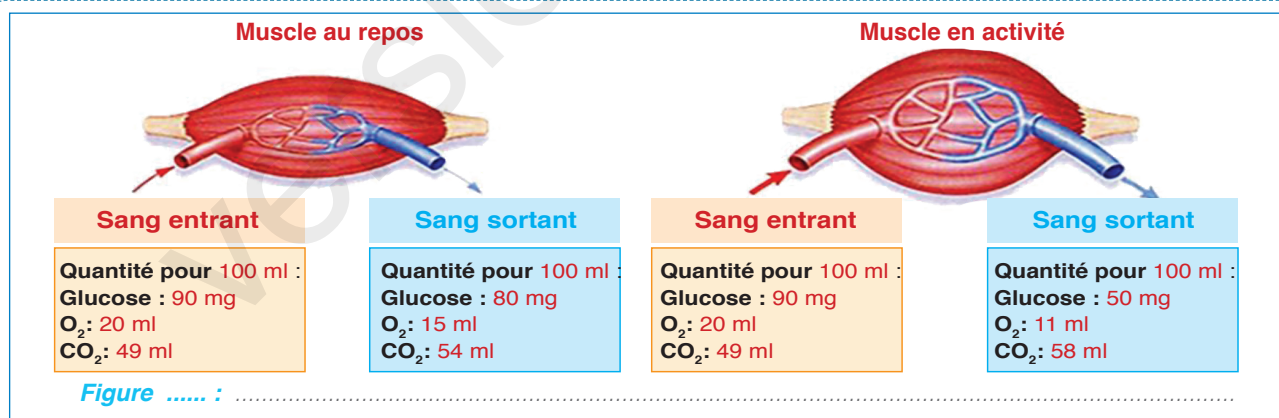 Muscle au repos
Muscle en activité
Sang entrant
Sang sortant
Sang entrant
Sang sortant
Quantité pour 100 ml :
Glucose : 90 mg
O₂: 20 ml
CO₂: 49 ml
Quantité pour 100 ml :
Glucose : 80 mg
O₂: 15 ml
CO₂: 54 ml
Quantité pour 100 ml :
Glucose : 90 mg
O₂: 20 ml
CO₂: 49 ml
Quantité pour 100 ml :
Glucose : 50 mg
O₂: 11 ml
CO₂: 58 ml
Figure ...... : ....................................................................................................